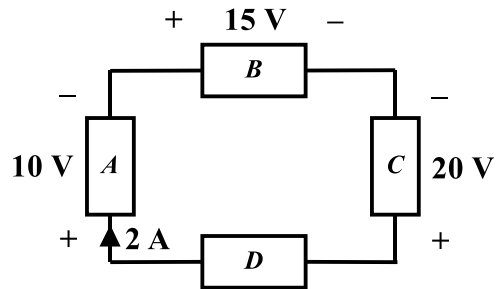 + 15 V –
B
– –
10 V A C 20 V
+ 2 A +
D